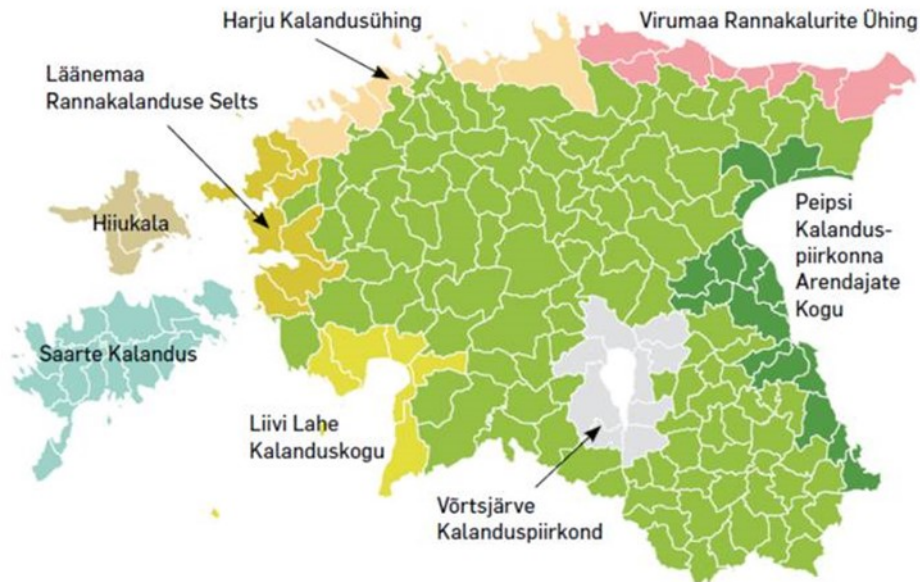 Harju Kalandusühing
Virumaa Rannakalurite Ühing
Läänemaa
Rannakalanduse Selts
Hiiukala
Peipsi
Kalandus-
piirkonna
Arendajate
Kogu
Saarte Kalandus
Liivi Lahe
Kalanduskogu
Võrtsjärve
Kalanduspiirkond